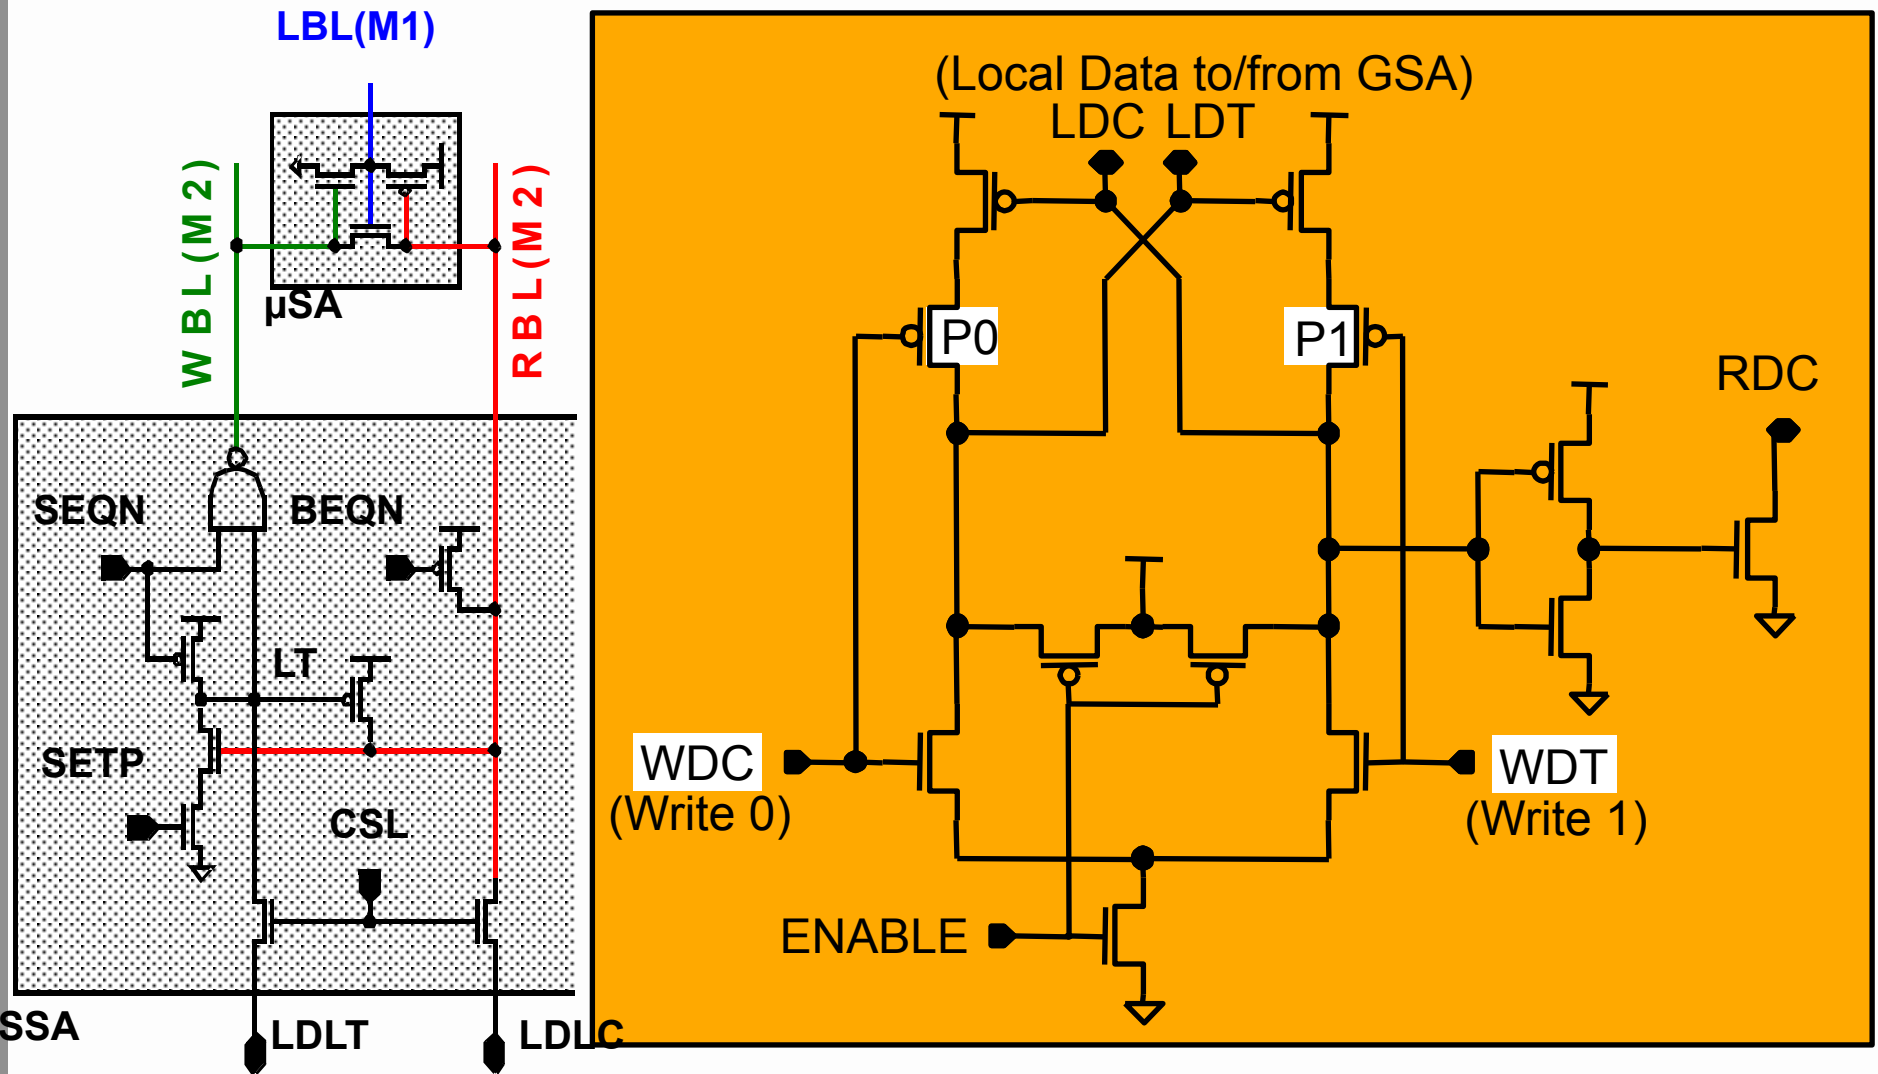 LBL(M1)
WBL(M2)
RBL(M2)
µSA
SEQN
BEQN
LT
SETP
CSL
SSA
LDLT
LDLC
(Local Data to/from GSA)
LDC LDT
P0
P1
RDC
WDC
(Write 0)
WDT
(Write 1)
ENABLE